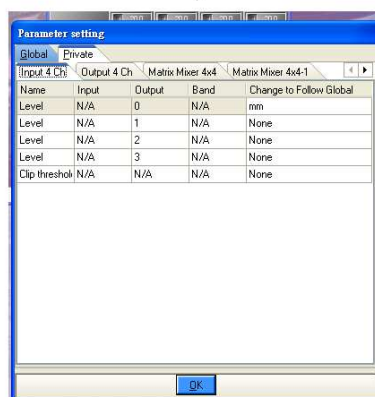 Parameter setting
Global Private
Input 4 Ch Output 4 Ch Matrix Mixer 4x4 Matrix Mixer 4x4-1
Name Input Output Band Change to Follow Global
Level N/A 0 N/A mm
Level N/A 1 N/A None
Level N/A 2 N/A None
Level N/A 3 N/A None
Clip threshol N/A N/A N/A None
OK